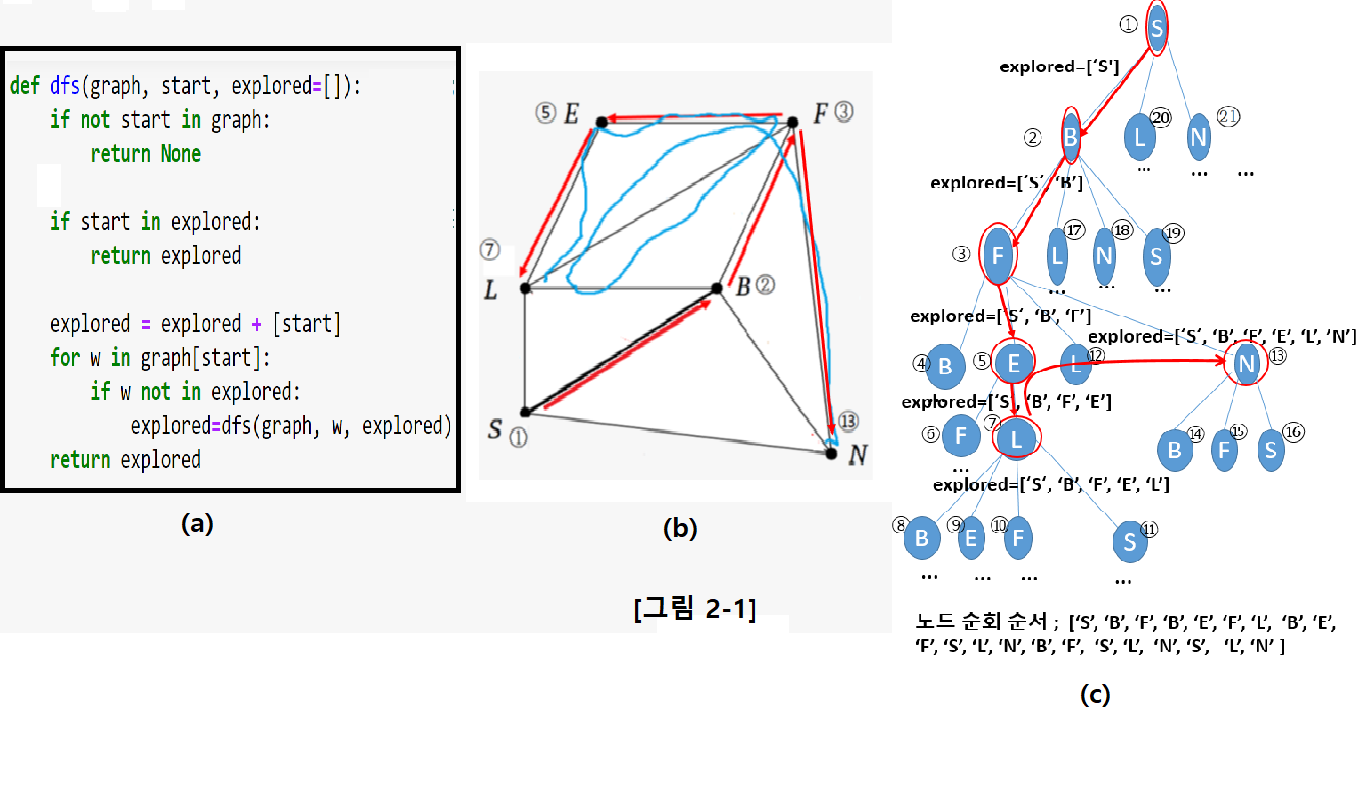 def dfs(graph, start, explored=[]):
if not start in graph:
return None
if start in explored:
return explored
explored = explored + [start]
for w in graph[start]:
if w not in explored:
explored=dfs(graph, w, explored)
return explored
(a)
⑤ E
F ③
⑦
L
B ②
S ①
⑬
N
(b)
[그림 2-1]
① S
explored=['S']
② B
L ⑳
N ㉑
... ... ...
explored=['S', 'B']
③ F
L ⑰
N ⑱
S ⑲
... ... ...
explored=['S', 'B', 'F']
explored=['S', 'B', 'F', 'E', 'L', 'N']
④ B
⑤ E
L ⑫
N ⑬
explored=['S', 'B', 'F', 'E']
⑥ F
...
⑦ L
B ⑭
F ⑮
S ⑯
explored=['S', 'B', 'F', 'E', 'L']
⑧ B
⑨ E
⑩ F
S ⑪
... ... ... ...
노드 순회 순서 ; ['S', 'B', 'F', 'B', 'E', 'F', 'L', 'B', 'E',
'F', 'S', 'L', 'N', 'B', 'F', 'S', 'L', 'N', 'S', 'L', 'N' ]
(c)